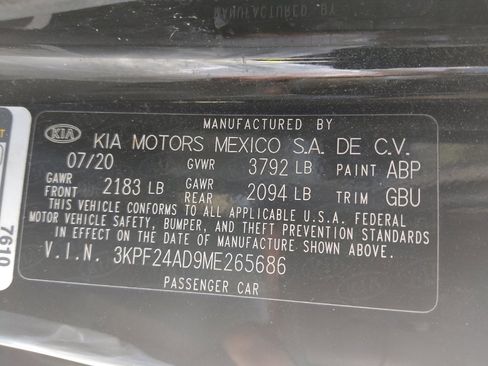 MANUFACTURED BY
KIA KIA MOTORS MEXICO S.A. DE C.V.
07/20 GVWR 3792 LB PAINT ABP
GAWR FRONT 2183 LB GAWR REAR 2094 LB TRIM GBU
THIS VEHICLE CONFORMS TO ALL APPLICABLE U.S.A. FEDERAL
MOTOR VEHICLE SAFETY, BUMPER, AND THEFT PREVENTION STANDARDS
IN EFFECT ON THE DATE OF MANUFACTURE SHOWN ABOVE.
V.I.N. 3KPF24AD9ME265686
PASSENGER CAR
7610